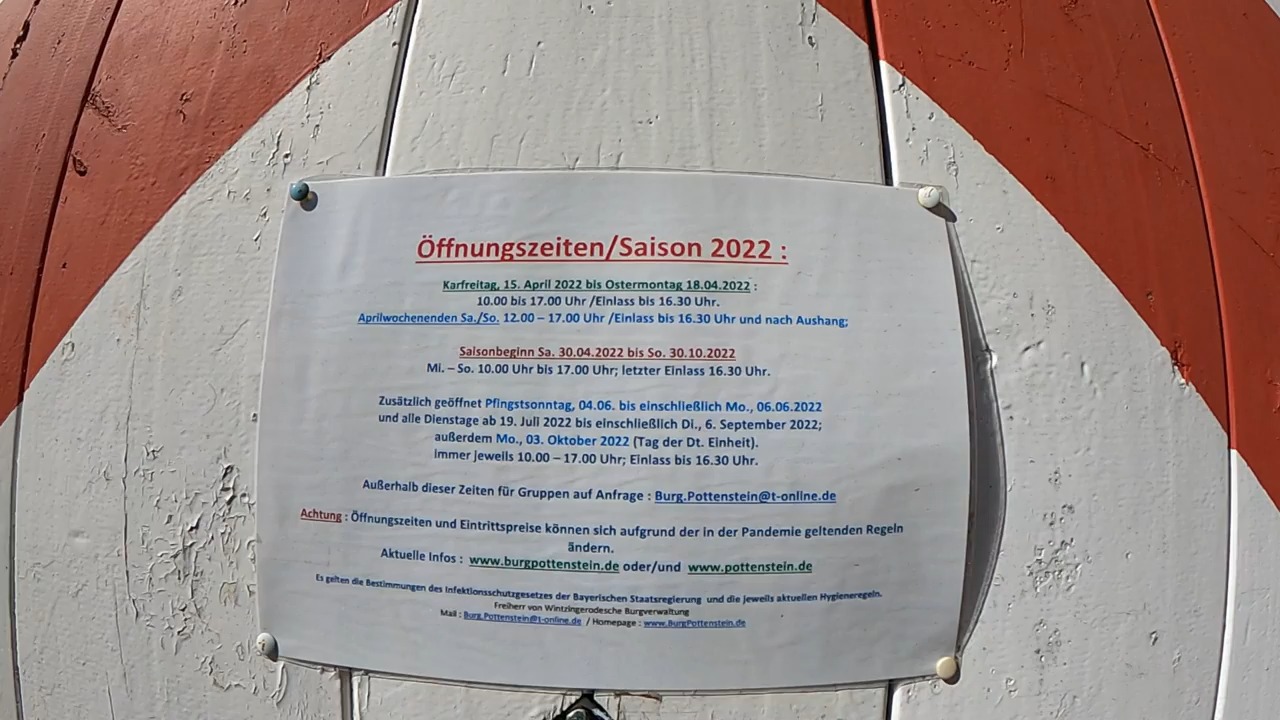 Öffnungszeiten/Saison 2022 :
Karfreitag, 15. April 2022 bis Ostermontag 18.04.2022 :
10.00 bis 17.00 Uhr /Einlass bis 16.30 Uhr.
Aprilwochenenden Sa./So. 12.00 – 17.00 Uhr /Einlass bis 16.30 Uhr und nach Aushang;
Saisonbeginn Sa. 30.04.2022 bis So. 30.10.2022
Mi. – So. 10.00 Uhr bis 17.00 Uhr; letzter Einlass 16.30 Uhr.
Zusätzlich geöffnet Pfingstsonntag, 04.06. bis einschließlich Mo., 06.06.2022
und alle Dienstage ab 19. Juli 2022 bis einschließlich Di., 6. September 2022;
außerdem Mo., 03. Oktober 2022 (Tag der Dt. Einheit).
Immer jeweils 10.00 – 17.00 Uhr; Einlass bis 16.30 Uhr.
Außerhalb dieser Zeiten für Gruppen auf Anfrage : Burg.Pottenstein@t-online.de
Achtung : Öffnungszeiten und Eintrittspreise können sich aufgrund der in der Pandemie geltenden Regeln
ändern.
Aktuelle Infos : www.burgpottenstein.de oder/und www.pottenstein.de
Es gelten die Bestimmungen des Infektionsschutzgesetzes der Bayerischen Staatsregierung und die jeweils aktuellen Hygieneregeln.
Freiherr von Wintzingerodesche Burgverwaltung
Mail : Burg.Pottenstein@t-online.de / Homepage : www.BurgPottenstein.de